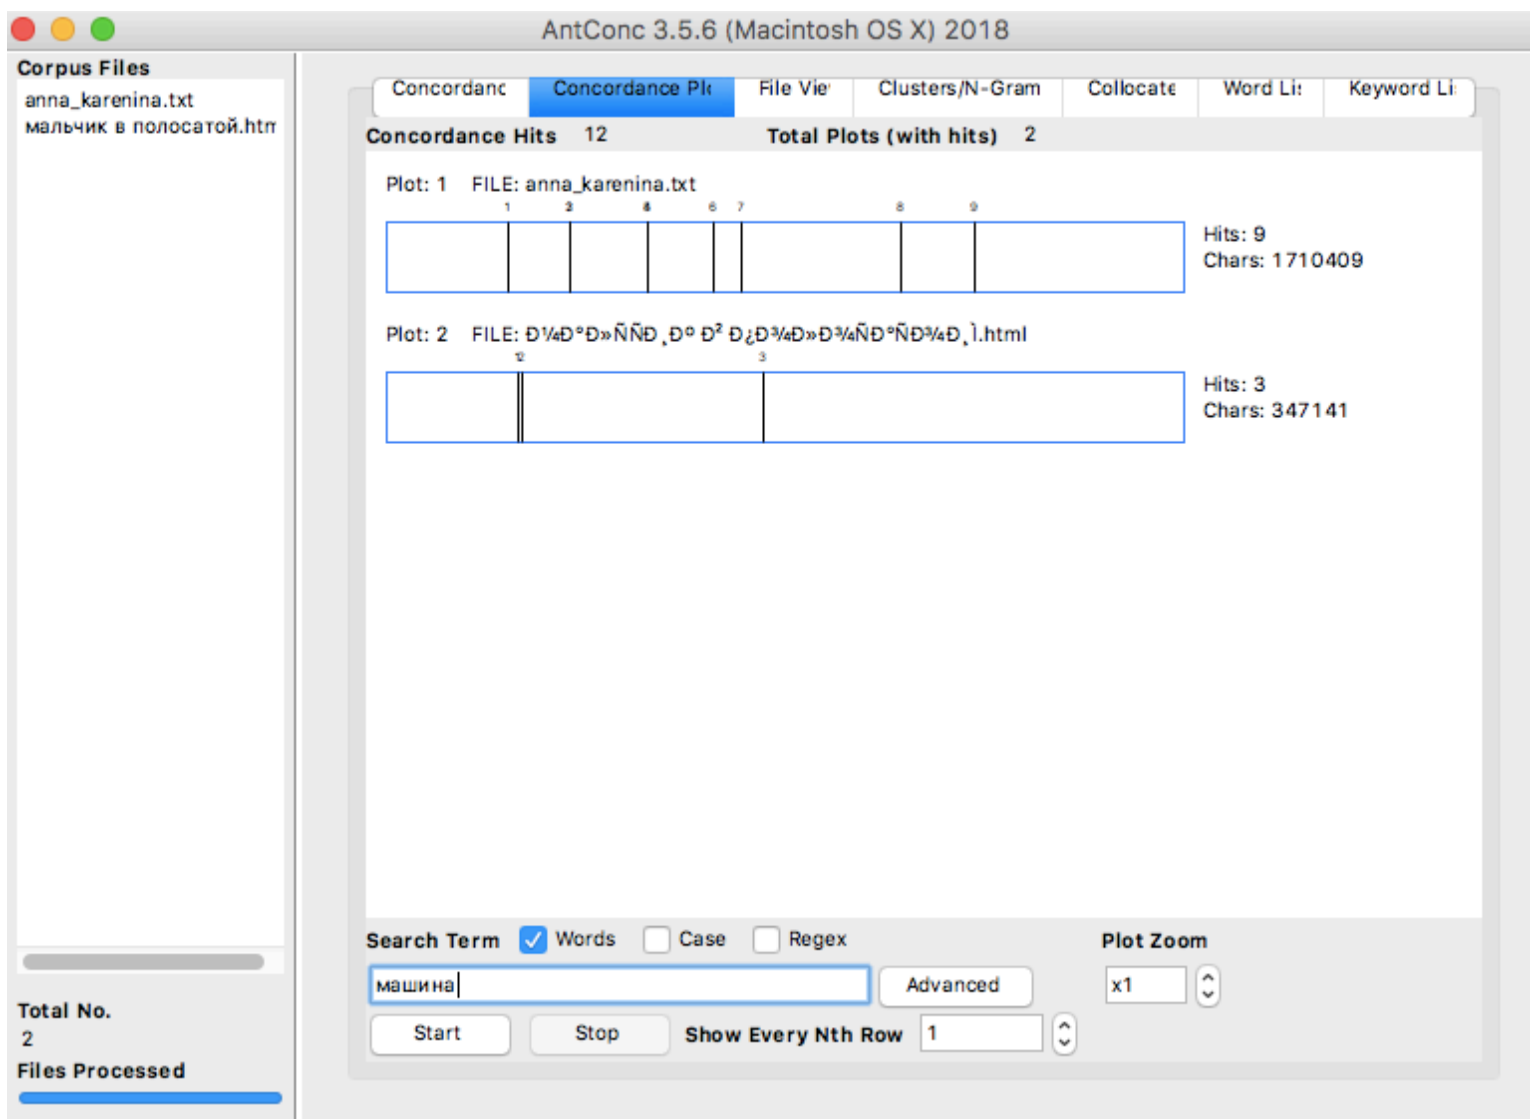 AntConc 3.5.6 (Macintosh OS X) 2018
Corpus Files
anna_karenina.txt
мальчик в полосатой.htm
Total No.
2
Files Processed
Concordanc Concordance Plo File Vie Clusters/N-Gram Collocate Word Li Keyword Li
Concordance Hits 12 Total Plots (with hits) 2
Plot: 1 FILE: anna_karenina.txt
1 6 7 8 9
Hits: 9
Chars: 1710409
Plot: 2 FILE: .html
3
Hits: 3
Chars: 347141
Search Term Words Case Regex Plot Zoom
машина Advanced x1
Start Stop Show Every Nth Row 1